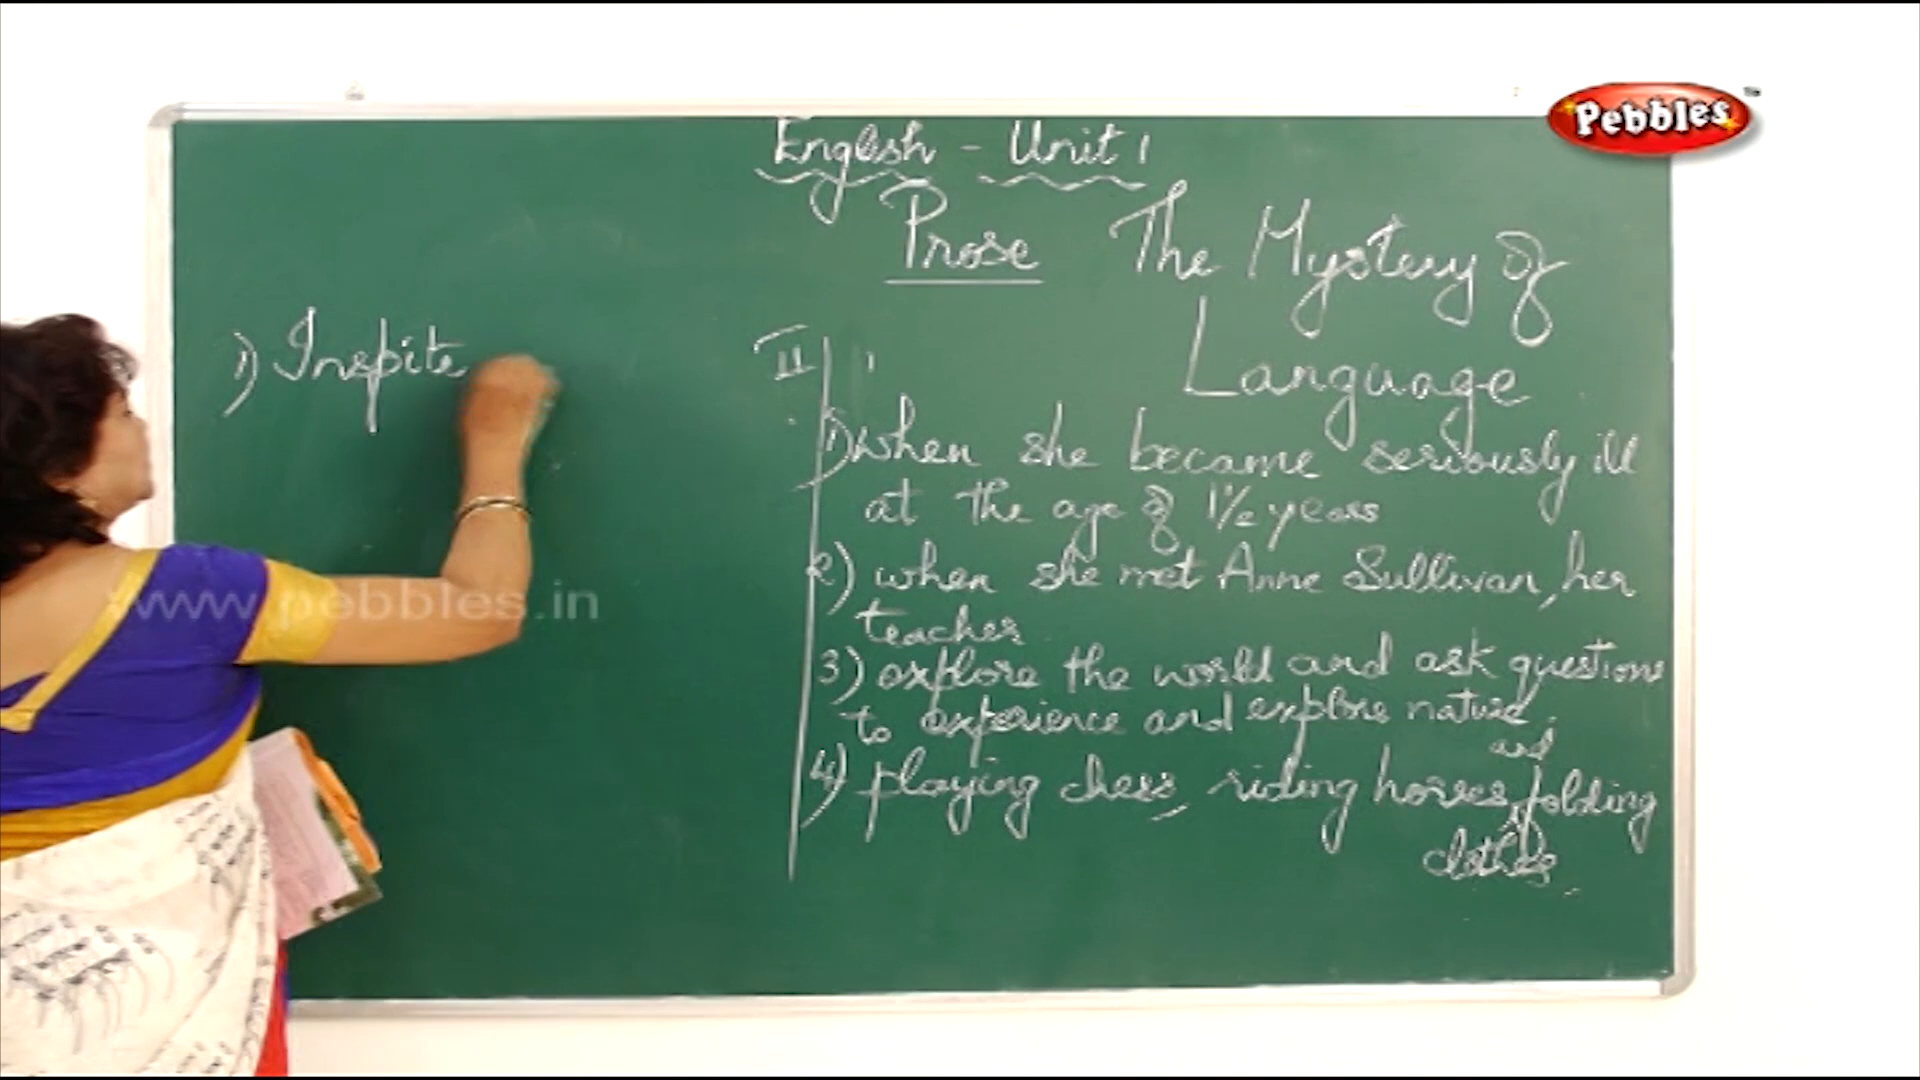 Pebbles
English - Unit 1
Prose The Mystery of
Language
1) Inspite
II
1) when she became seriously ill
at the age of 1½ years
2) when she met Anne Sullivan, her
teacher
3) explore the world and ask questions
to experience and explore nature.
4) playing chess, riding horses and folding
clothes.
www.pebbles.in